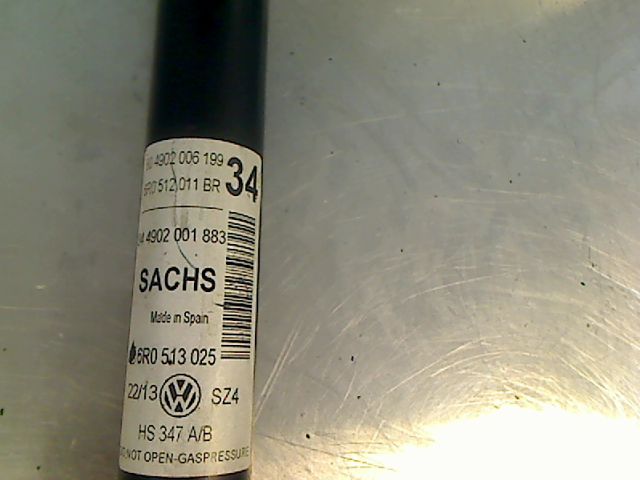 4902 006 199
6R0 512 011 BR 34
4902 001 883
SACHS
Made in Spain
6R0 513 025
22/13 VW SZ4
HS 347 A/B
NOT OPEN-GASPRESSURE